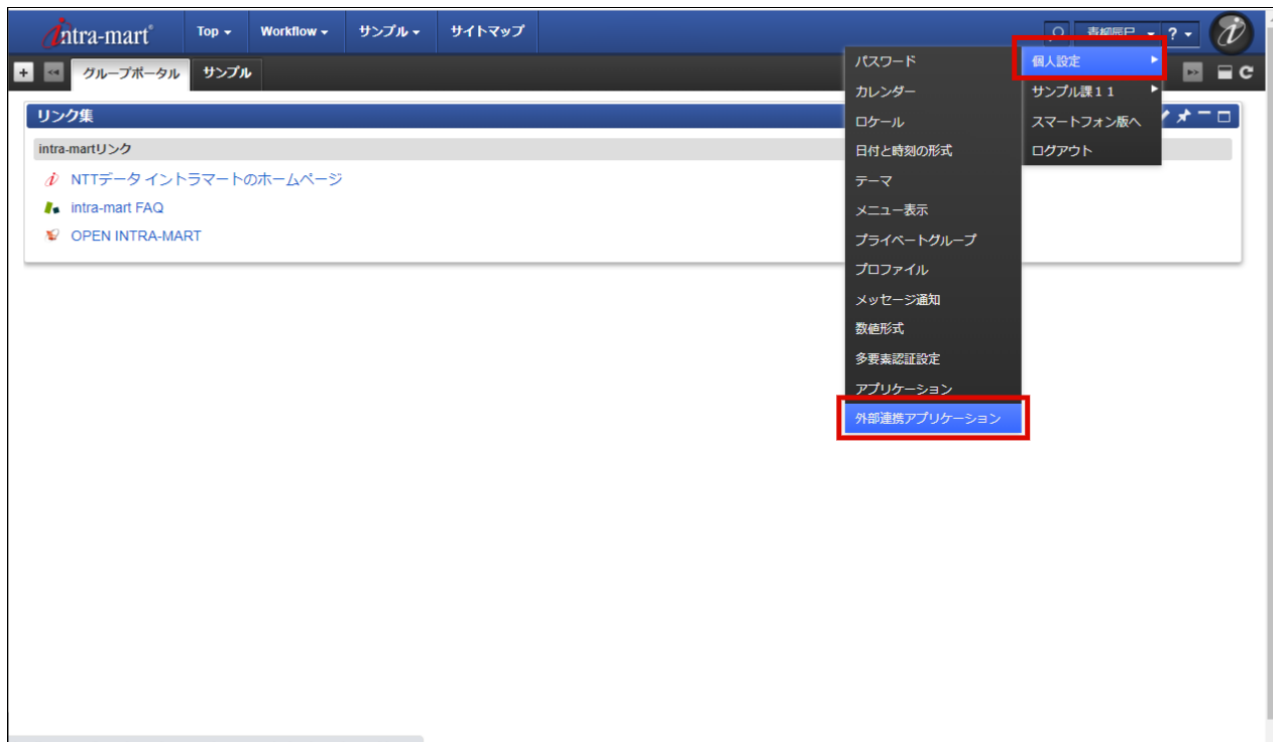 intra-mart Top Workflow サンプル サイトマップ 青柳辰巳 ?
グループポータル サンプル
リンク集
intra-martリンク
NTTデータ イントラマートのホームページ
intra-mart FAQ
OPEN INTRA-MART
パスワード
カレンダー
ロケール
日付と時刻の形式
テーマ
メニュー表示
プライベートグループ
プロファイル
メッセージ通知
数値形式
多要素認証設定
アプリケーション
外部連携アプリケーション
個人設定
サンプル課11
スマートフォン版へ
ログアウト